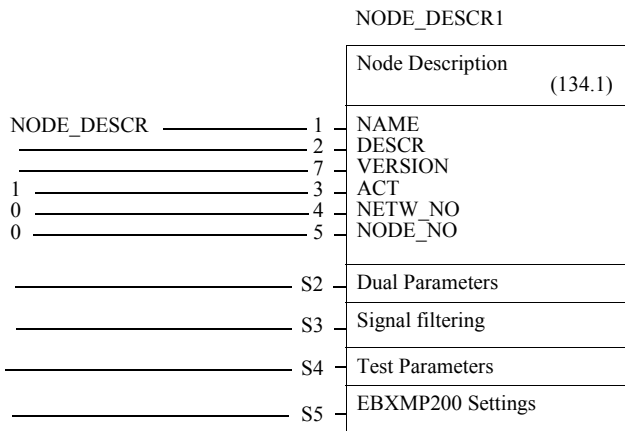 NODE_DESCR1
Node Description
(134.1)
NODE_DESCR 1 NAME
2 DESCR
7 VERSION
1 3 ACT
0 4 NETW_NO
0 5 NODE_NO
S2 Dual Parameters
S3 Signal filtering
S4 Test Parameters
S5 EBXMP200 Settings